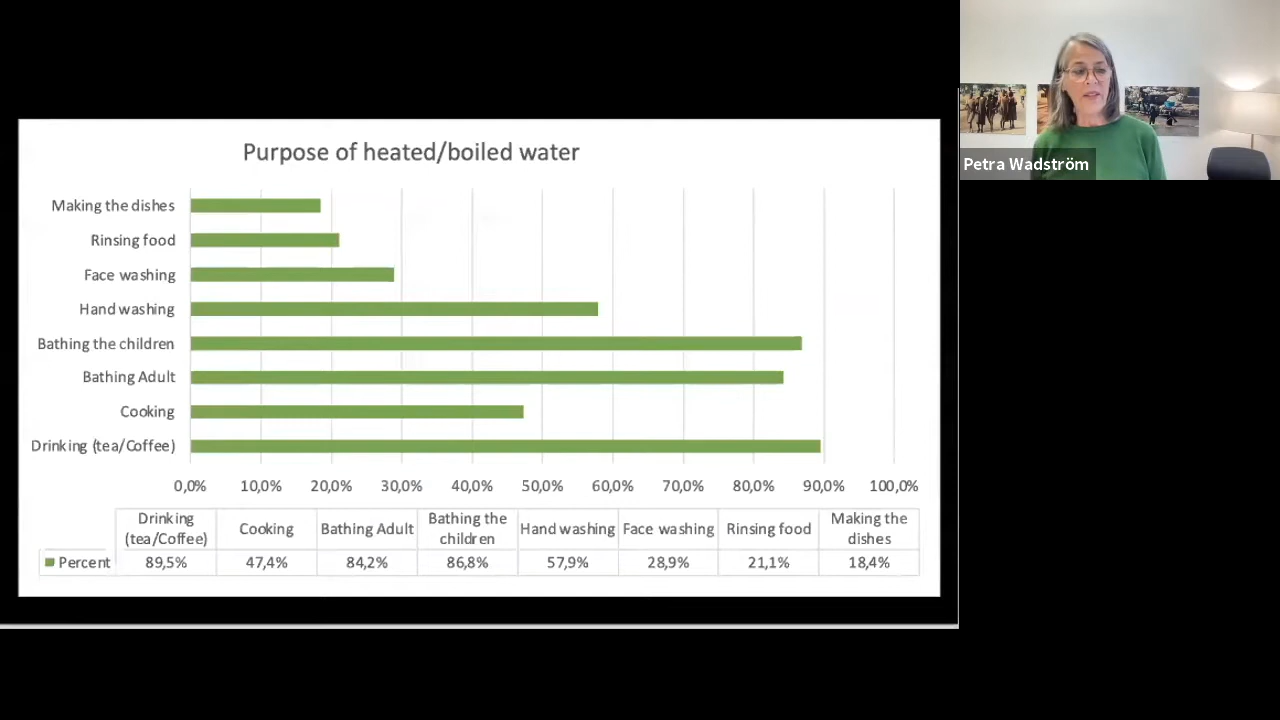 Purpose of heated/boiled water
Making the dishes
Rinsing food
Face washing
Hand washing
Bathing the children
Bathing Adult
Cooking
Drinking (tea/Coffee)
0,0% 10,0% 20,0% 30,0% 40,0% 50,0% 60,0% 70,0% 80,0% 90,0% 100,0%
Drinking (tea/Coffee) Cooking Bathing Adult Bathing the children Hand washing Face washing Rinsing food Making the dishes
Percent 89,5% 47,4% 84,2% 86,8% 57,9% 28,9% 21,1% 18,4%
Petra Wadström